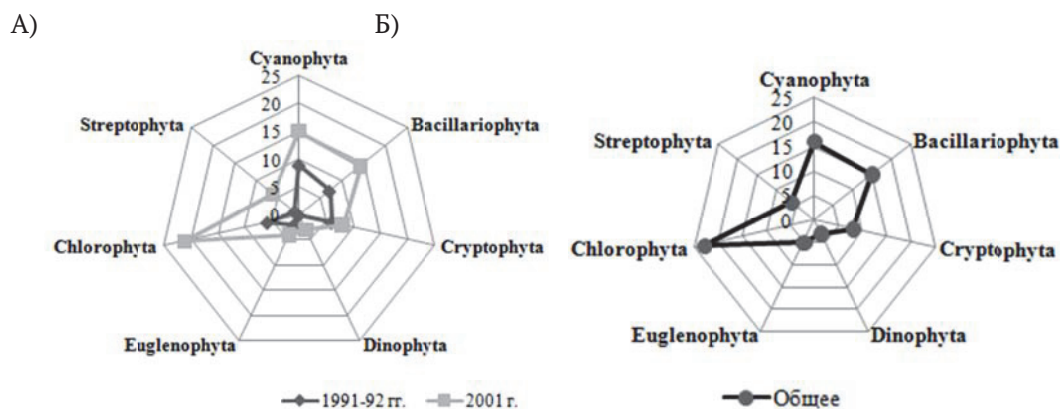 А)
Б)
Cyanophyta
25
20
15
10
5
0
Streptophyta
Bacillariophyta
Chlorophyta
Cryptophyta
Euglenophyta
Dinophyta
1991-92 гг.
2001 г.
Cyanophyta
25
20
15
10
5
0
Streptophyta
Bacillariophyta
Chlorophyta
Cryptophyta
Euglenophyta
Dinophyta
Общее